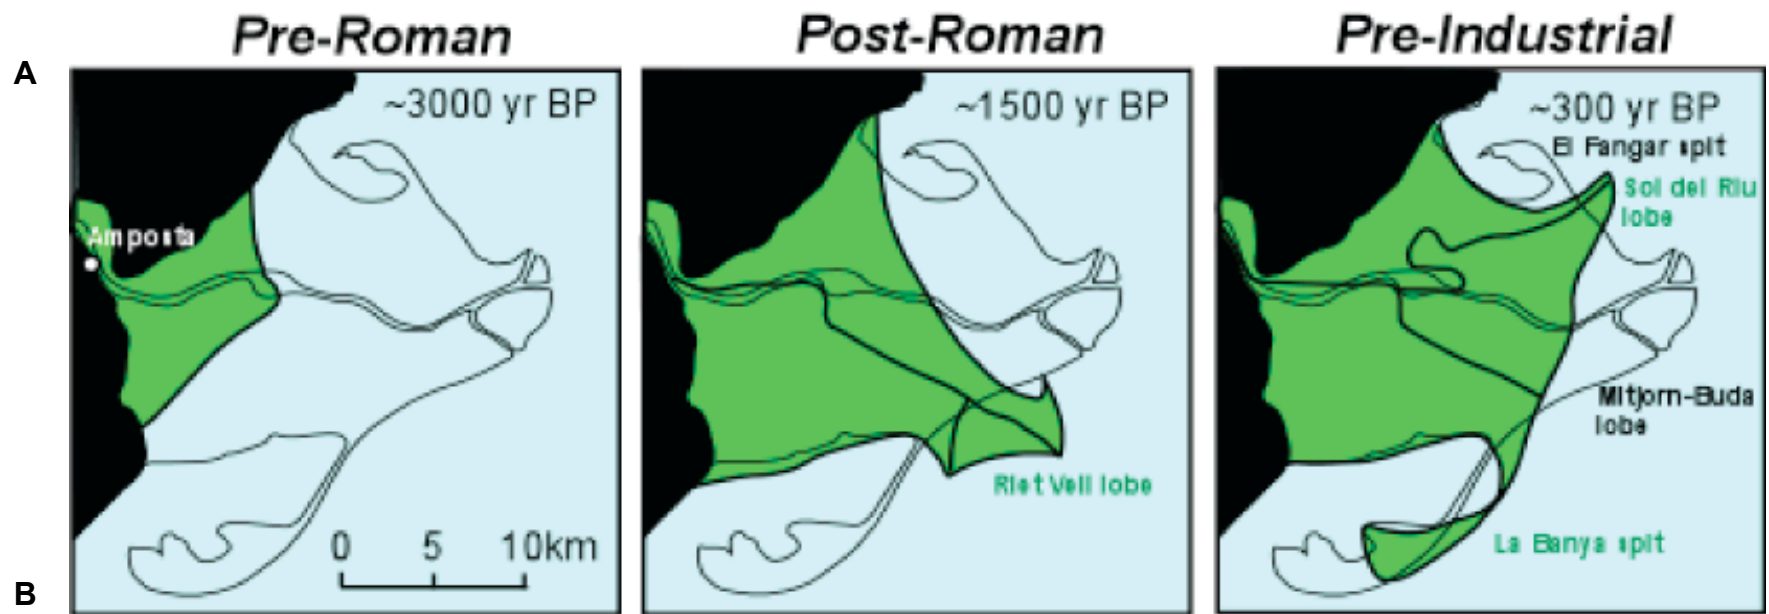 A
Pre-Roman
Post-Roman
Pre-Industrial
~3000 yr BP
~1500 yr BP
~300 yr BP
El Fangar spit
Sol del Riu
lobe
Amposta
Mitjorn-Buda
lobe
Riet Vell lobe
La Banya spit
0 5 10km
B